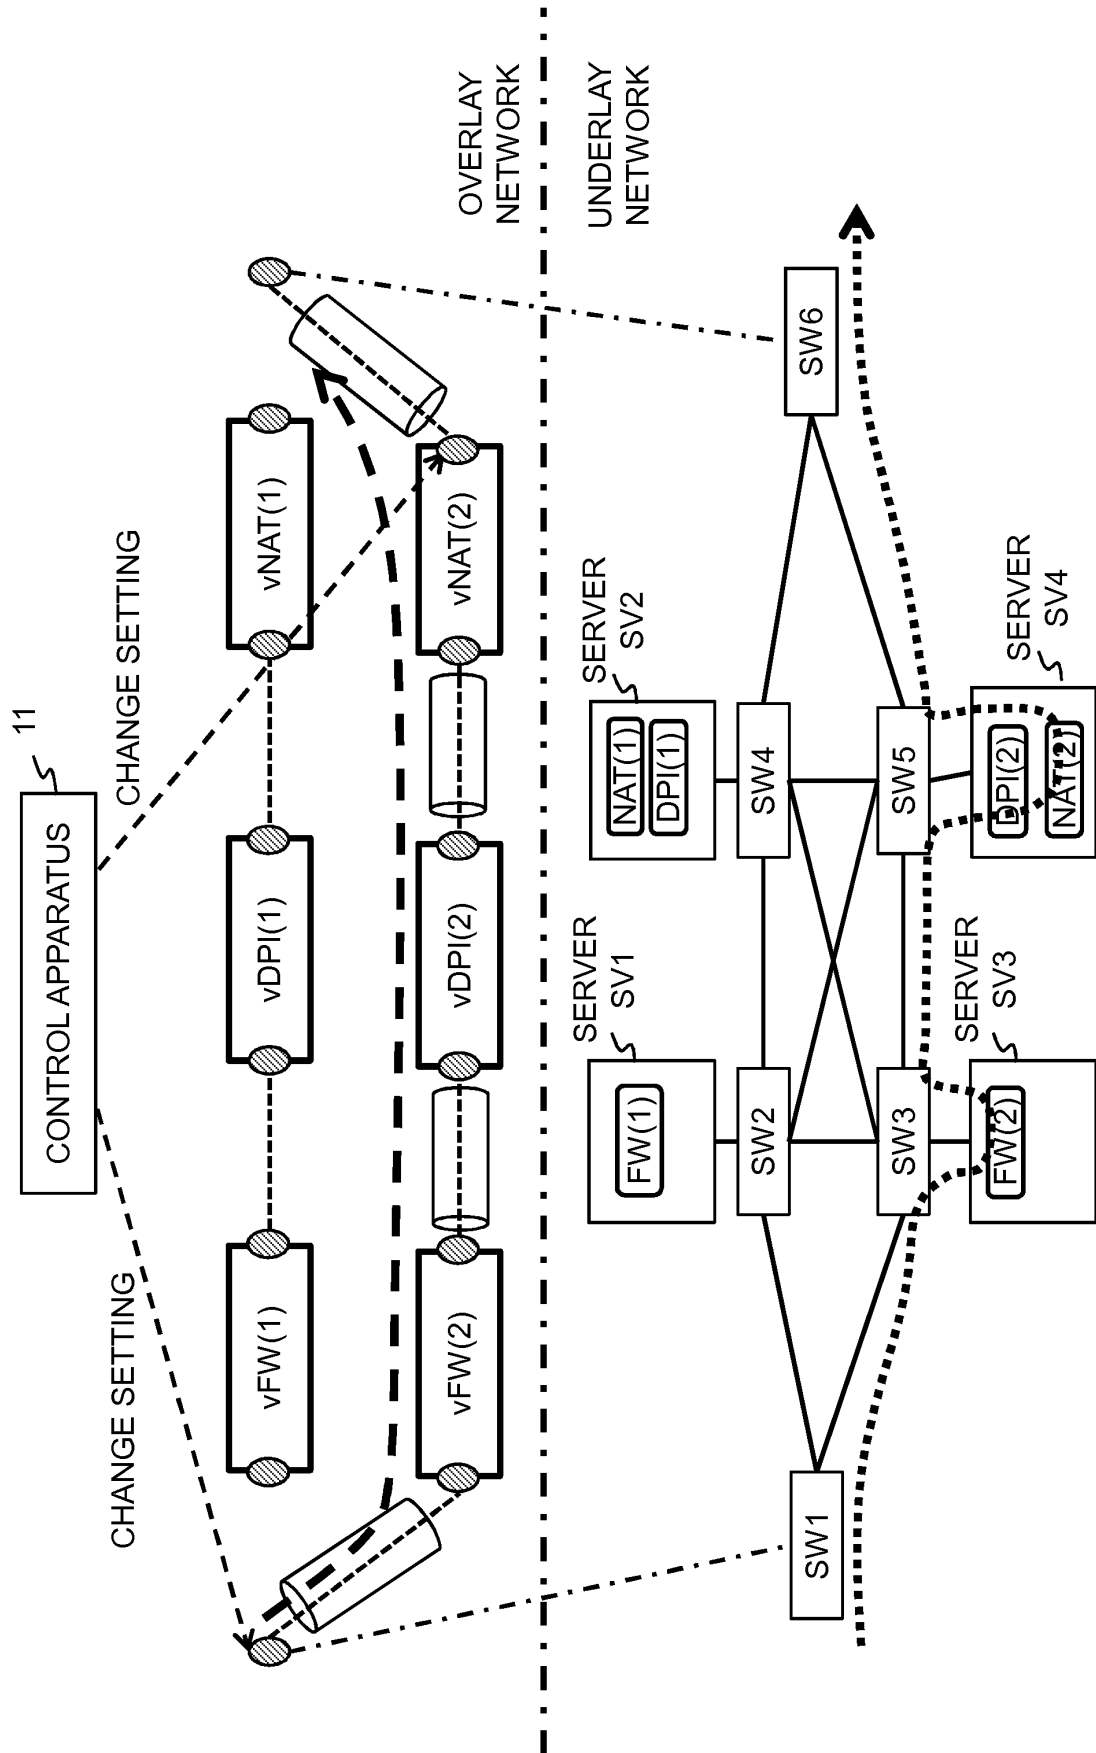 CONTROL APPARATUS
11
CHANGE SETTING
CHANGE SETTING
vFW(1)
vDPI(1)
vNAT(1)
vFW(2)
vDPI(2)
vNAT(2)
OVERLAY
NETWORK
UNDERLAY
NETWORK
SERVER
SV1
FW(1)
SERVER
SV2
NAT(1)
DPI(1)
SW1
SW2
SW4
SW6
SW3
SW5
SERVER
SV3
FW(2)
SERVER
SV4
DPI(2)
NAT(2)